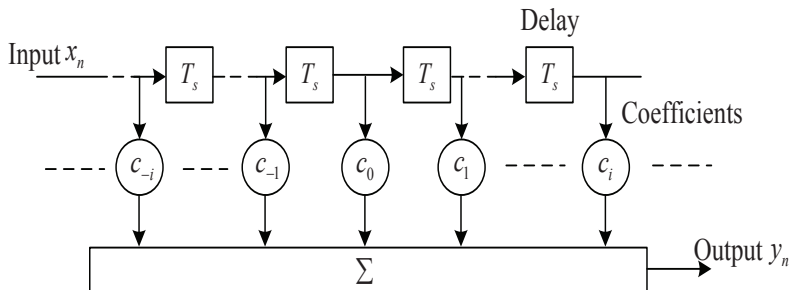 Delay
Input x_n
T_s T_s T_s T_s
Coefficients
c_{-i} c_{-1} c_0 c_1 c_i
Output y_n
Σ